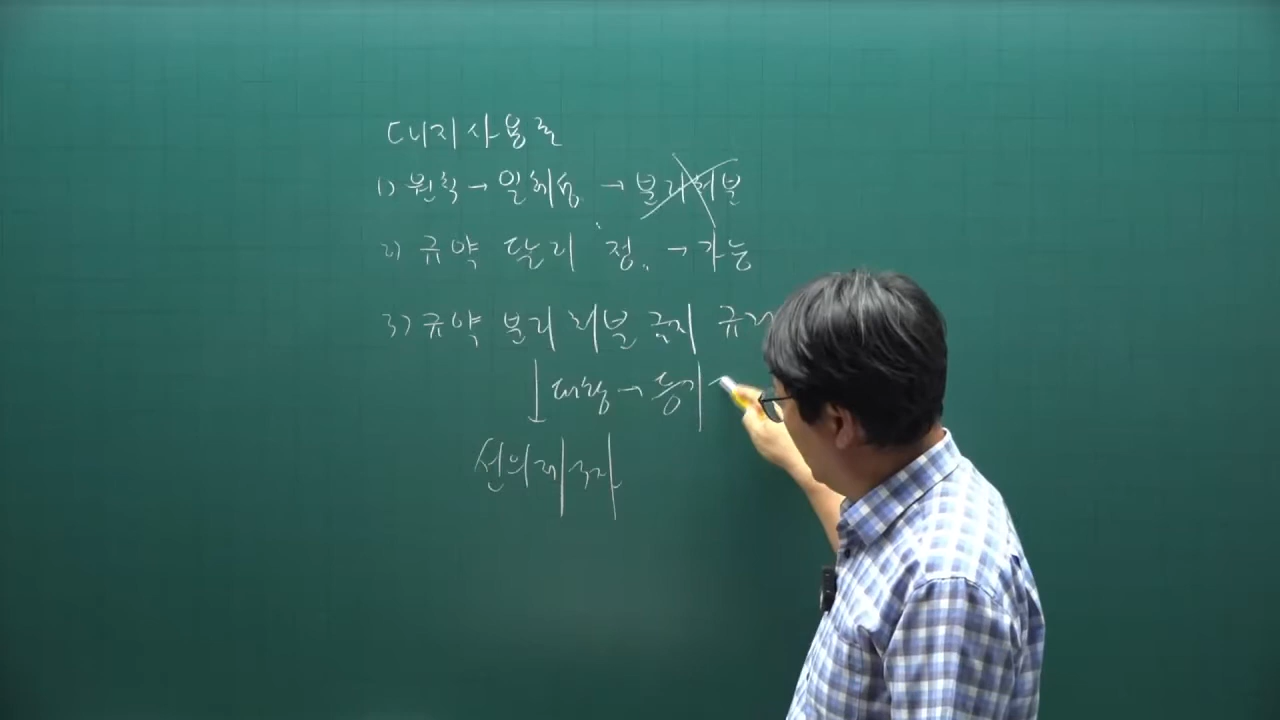 대지사용권
1) 원칙 → 일체성 → 분리처분
2) 규약 달리 정.. → 가능
3) 규약 분리처분 금지
↓ 대항 → 등기
선의 제3자